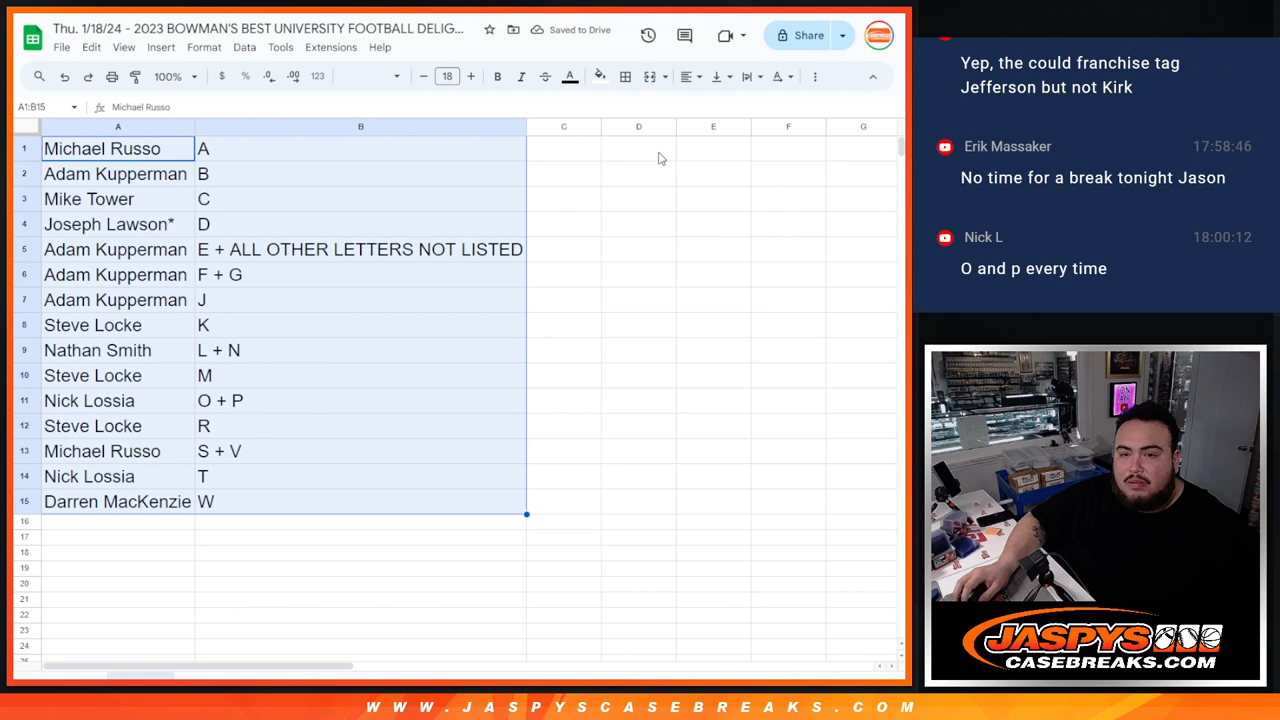 Thu. 1/18/24 - 2023 BOWMAN'S BEST UNIVERSITY FOOTBALL DELIG...
Saved to Drive
Share
File Edit View Insert Format Data Tools Extensions Help
100% $ % .0 .00 123 18 B I A
A1:B15 fx Michael Russo
A B C D E F G
1 Michael Russo A
2 Adam Kupperman B
3 Mike Tower C
4 Joseph Lawson* D
5 Adam Kupperman E + ALL OTHER LETTERS NOT LISTED
6 Adam Kupperman F + G
7 Adam Kupperman J
8 Steve Locke K
9 Nathan Smith L + N
10 Steve Locke M
11 Nick Lossia O + P
12 Steve Locke R
13 Michael Russo S + V
14 Nick Lossia T
15 Darren MacKenzie W
16
17
18
19
20
21
22
23
24
Yep, the could franchise tag
Jefferson but not Kirk
Erik Massaker 17:58:46
No time for a break tonight Jason
Nick L 18:00:12
O and p every time
ON
AIR
JASPYS
CASEBREAKS.COM
WWW.JASPYSCASEBREAKS.COM